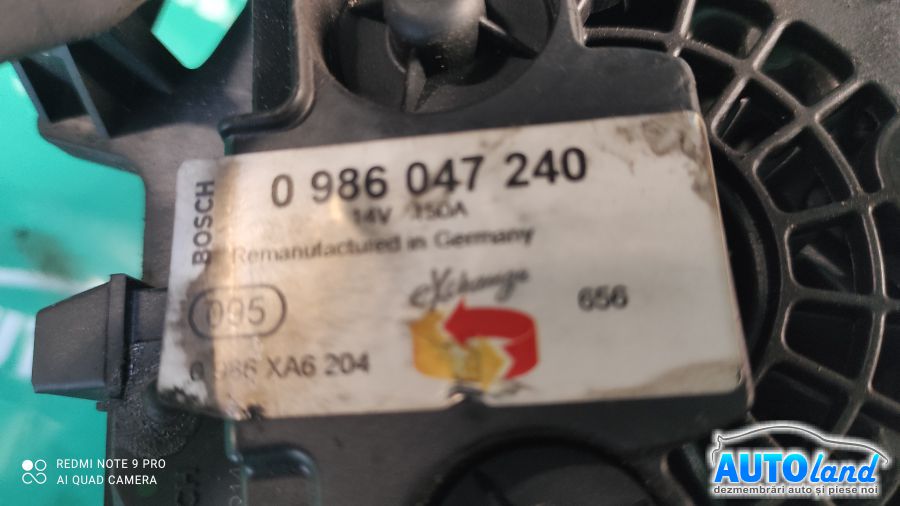 0 986 047 240
14V 150A
BOSCH
Remanufactured in Germany
eXchange
656
095
0 986 XA6 204
REDMI NOTE 9 PRO
AI QUAD CAMERA
AUTOland
dezmembrări auto și piese noi